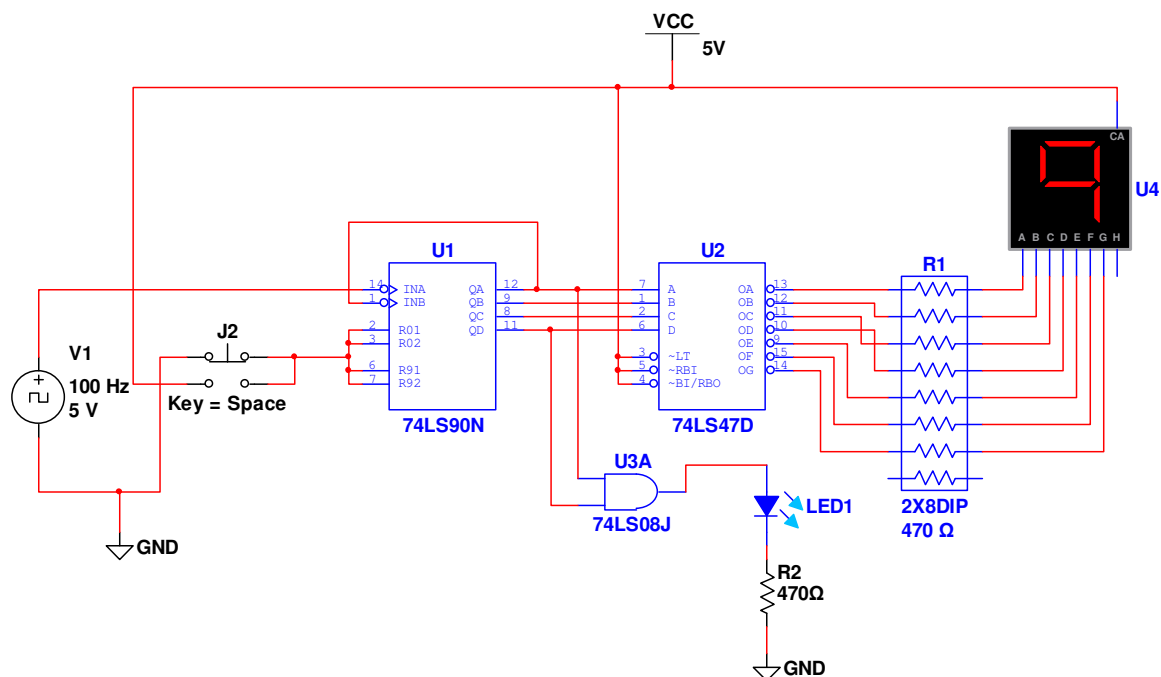 VCC
5V
CA
U4
A B C D E F G H
U1
U2
R1
14 INA QA 12
1 INB QB 9
QC 8
QD 11
2 R01
3 R02
6 R91
7 R92
74LS90N
7 A OA 13
1 B OB 12
2 C OC 11
6 D OD 10
OE 9
3 ~LT OF 15
5 ~RBI OG 14
4 ~BI/RBO
74LS47D
J2
Key = Space
V1
100 Hz
5 V
U3A
74LS08J
LED1
2X8DIP
470 Ω
R2
470Ω
GND
GND
9